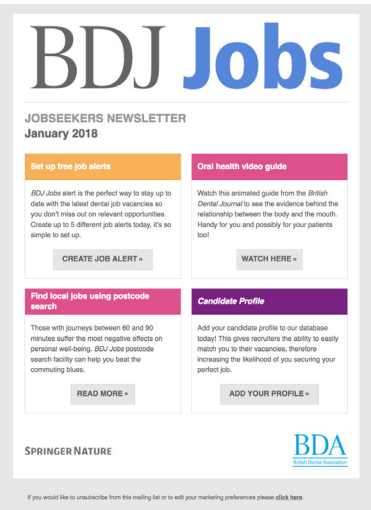 BDJ Jobs
JOBSEEKERS NEWSLETTER
January 2018
Set up free job alerts
BDJ Jobs alert is the perfect way to stay up to
date with the latest dental job vacancies so
you don't miss out on relevant opportunities.
Create up to 5 different job alerts today, it's so
simple to set up.
CREATE JOB ALERT »
Oral health video guide
Watch this animated guide from the British
Dental Journal to see the evidence behind the
relationship between the body and the mouth.
Handy for you and possibly for your patients
too!
WATCH HERE »
Find local jobs using postcode
search
Those with journeys between 60 and 90
minutes suffer the most negative effects on
personal well-being, BDJ Jobs postcode
search facility can help you beat the
commuting blues.
READ MORE »
Candidate Profile
Add your candidate profile to our database
today! This gives recruiters the ability to easily
match you to their vacancies, therefore
increasing the likelihood of you securing your
perfect job.
ADD YOUR PROFILE »
SPRINGER NATURE
BDA
British Dental Association
If you would like to unsubscribe from this mailing list or to edit your marketing preferences please click here.